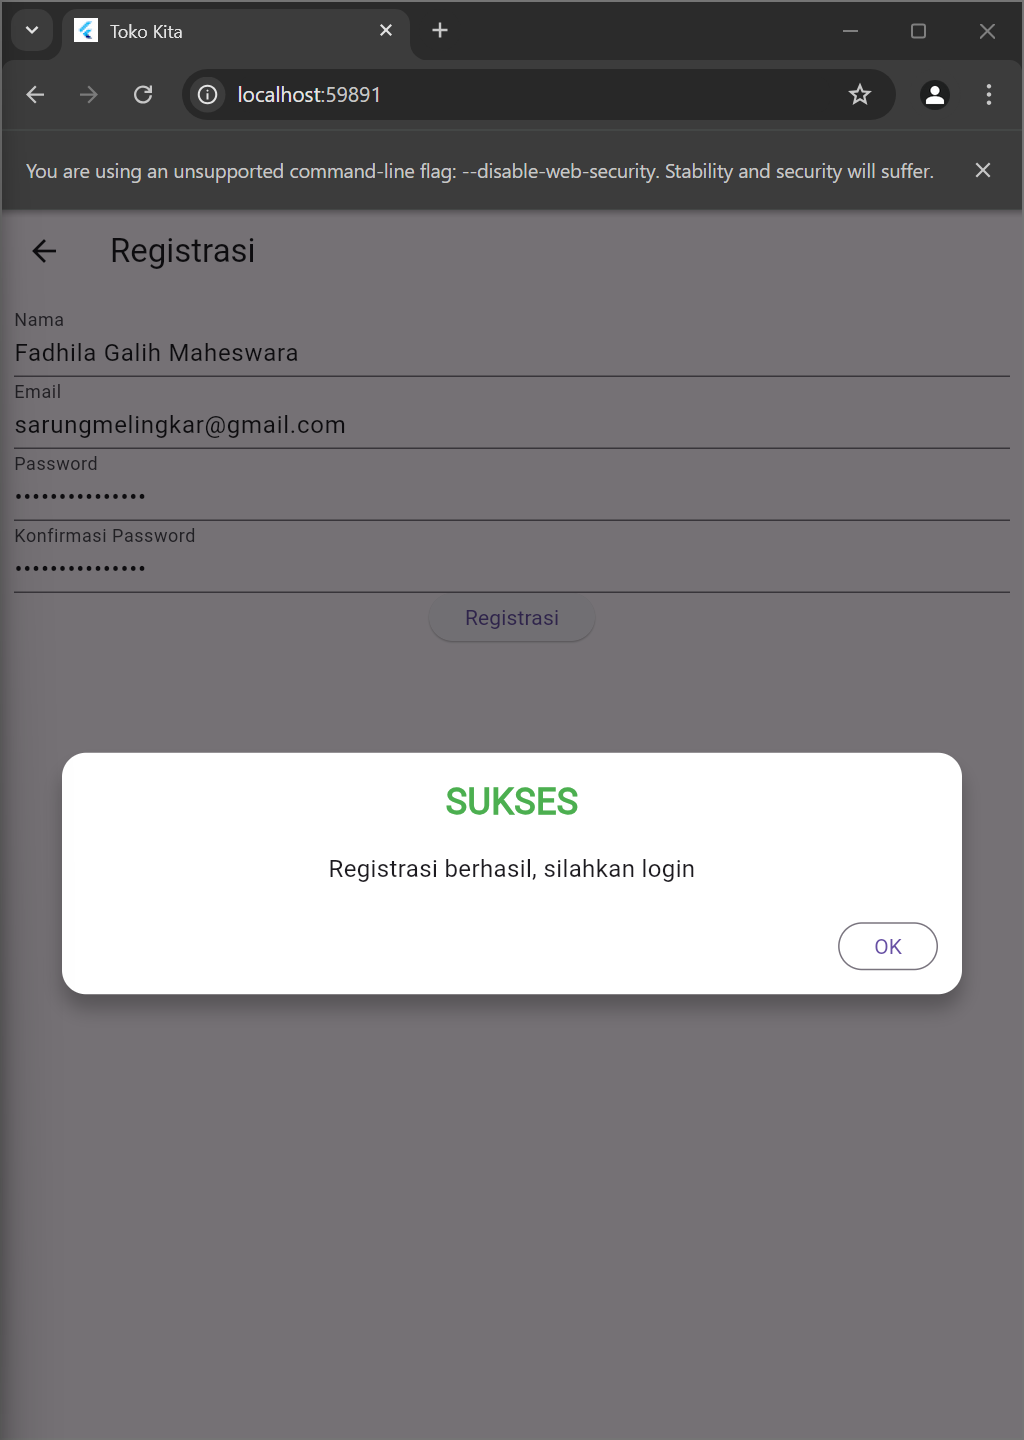 Toko Kita
localhost:59891
You are using an unsupported command-line flag: --disable-web-security. Stability and security will suffer.
Registrasi
Nama
Fadhila Galih Maheswara
Email
sarungmelingkar@gmail.com
Password
•••••••••••••••
Konfirmasi Password
•••••••••••••••
Registrasi
SUKSES
Registrasi berhasil, silahkan login
OK